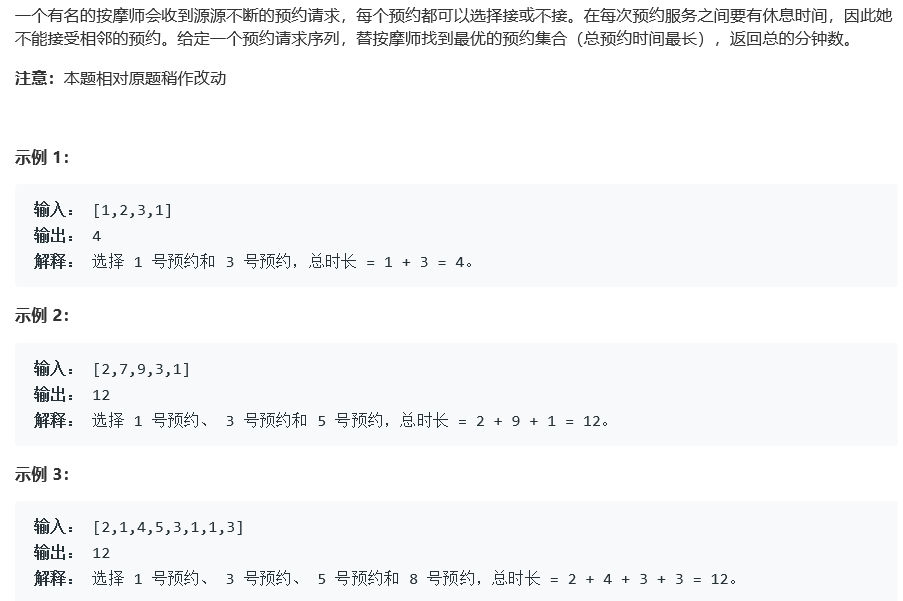 一个有名的按摩师会收到源源不断的预约请求，每个预约都可以选择接或不接。在每次预约服务之间要有休息时间，因此她
不能接受相邻的预约。给定一个预约请求序列，替按摩师找到最优的预约集合（总预约时间最长），返回总的分钟数。
注意：本题相对原题稍作改动
示例 1：
输入： [1,2,3,1]
输出： 4
解释： 选择 1 号预约和 3 号预约，总时长 = 1 + 3 = 4。
示例 2：
输入： [2,7,9,3,1]
输出： 12
解释： 选择 1 号预约、 3 号预约和 5 号预约，总时长 = 2 + 9 + 1 = 12。
示例 3：
输入： [2,1,4,5,3,1,1,3]
输出： 12
解释： 选择 1 号预约、 3 号预约、 5 号预约和 8 号预约，总时长 = 2 + 4 + 3 + 3 = 12。